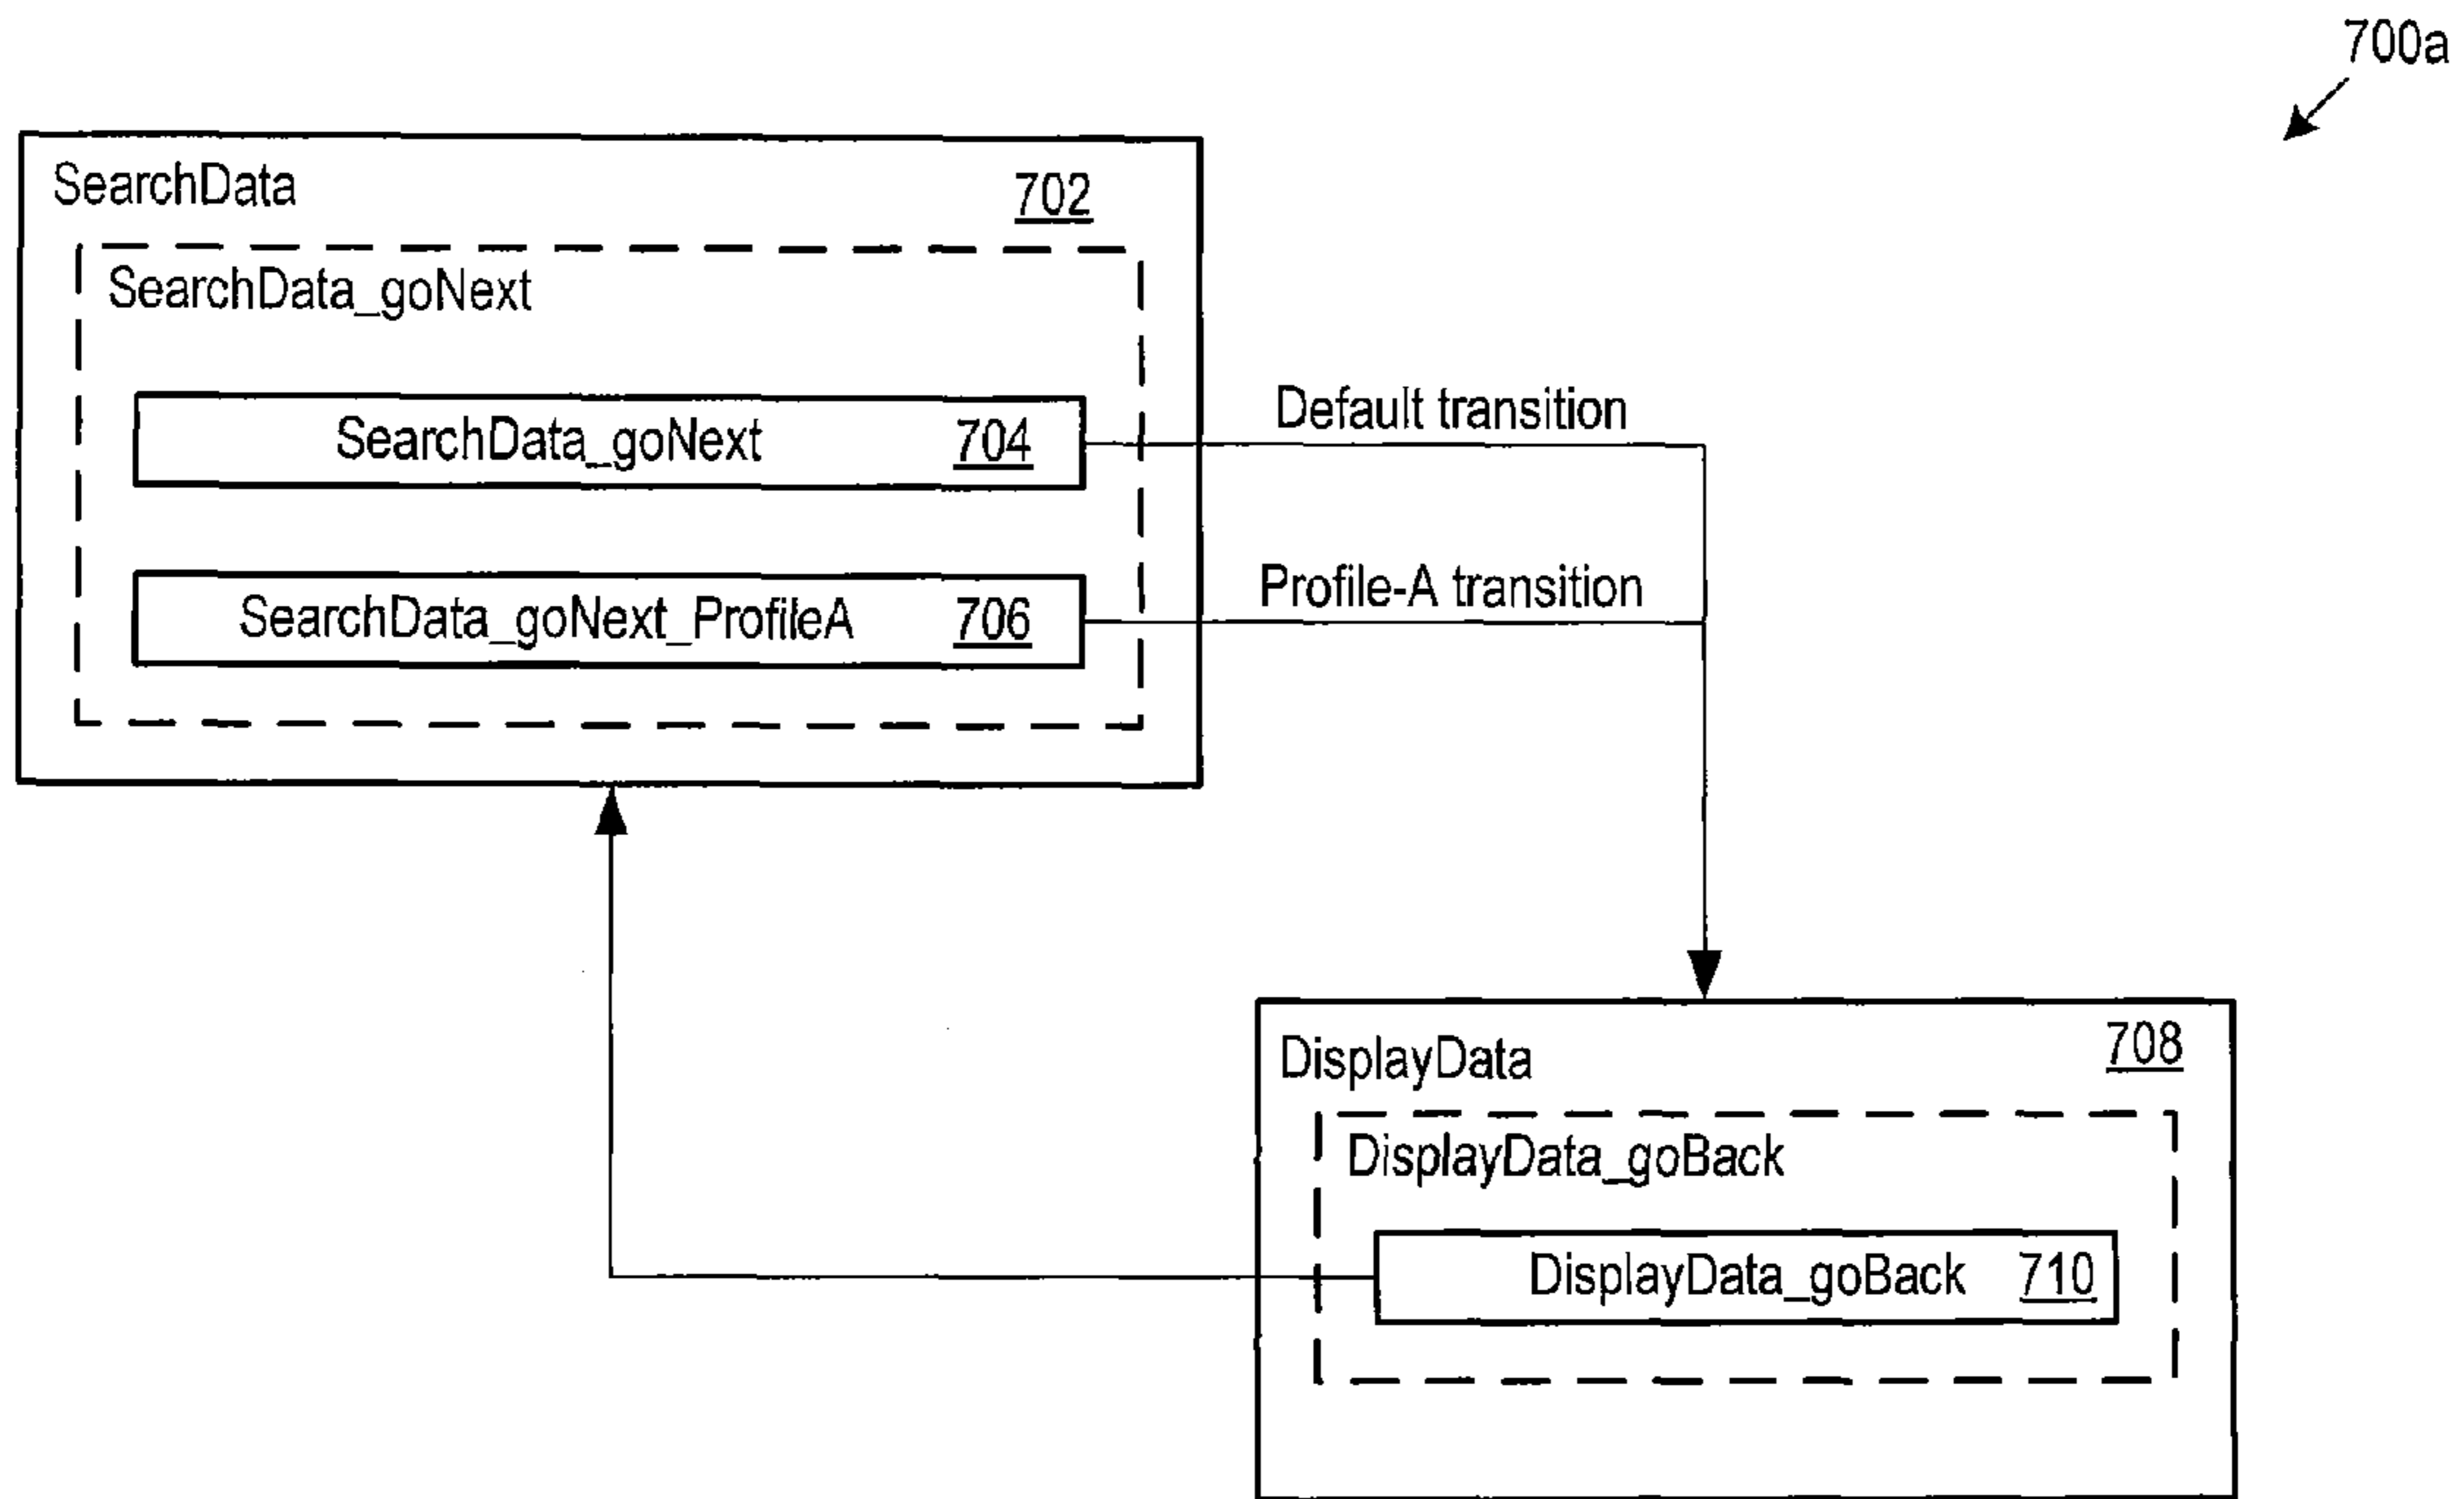 700a
SearchData 702
SearchData_goNext
SearchData_goNext 704
Default transition
SearchData_goNext_ProfileA 706
Profile-A transition
DisplayData 708
DisplayData_goBack
DisplayData_goBack 710